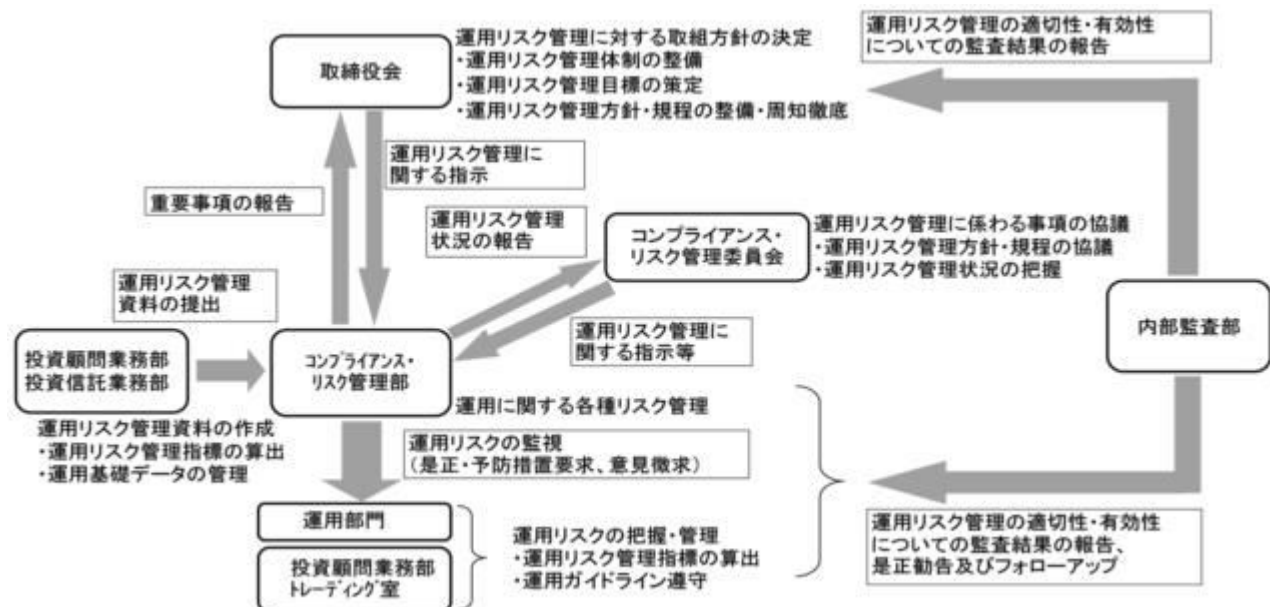 取締役会
運用リスク管理に対する取組方針の決定
・運用リスク管理体制の整備
・運用リスク管理目標の策定
・運用リスク管理方針・規程の整備・周知徹底
運用リスク管理の適切性・有効性
についての監査結果の報告
運用リスク管理に
関する指示
重要事項の報告
運用リスク管理
状況の報告
コンプライアンス・
リスク管理委員会
運用リスク管理に係わる事項の協議
・運用リスク管理方針・規程の協議
・運用リスク管理状況の把握
運用リスク管理
資料の提出
内部監査部
運用リスク管理に
関する指示等
投資顧問業務部
投資信託業務部
コンプライアンス・
リスク管理部
運用に関する各種リスク管理
運用リスク管理資料の作成
・運用リスク管理指標の算出
・運用基礎データの管理
運用リスクの監視
（是正・予防措置要求、意見徴求）
運用部門
投資顧問業務部
トレーディング室
運用リスクの把握・管理
・運用リスク管理指標の算出
・運用ガイドライン遵守
運用リスク管理の適切性・有効性
についての監査結果の報告、
是正勧告及びフォローアップ